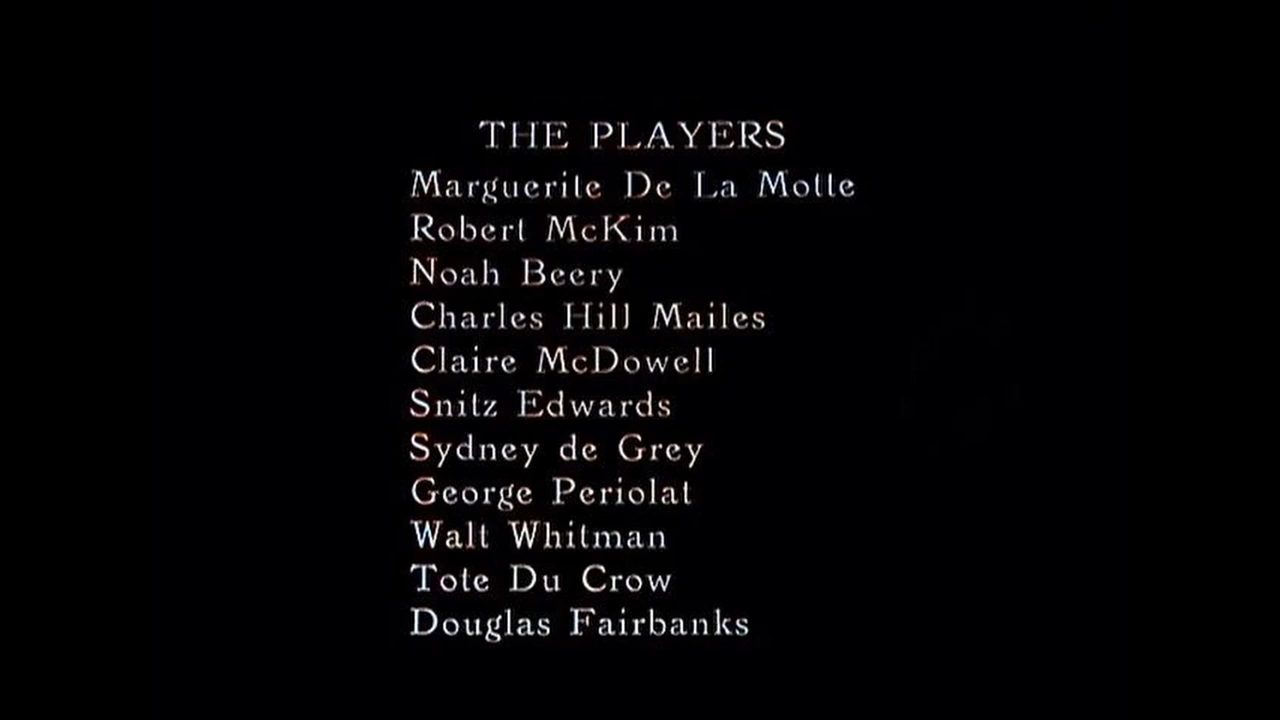 THE PLAYERS
Marguerite De La Motte
Robert McKim
Noah Beery
Charles Hill Mailes
Claire McDowell
Snitz Edwards
Sydney de Grey
George Periolat
Walt Whitman
Tote Du Crow
Douglas Fairbanks